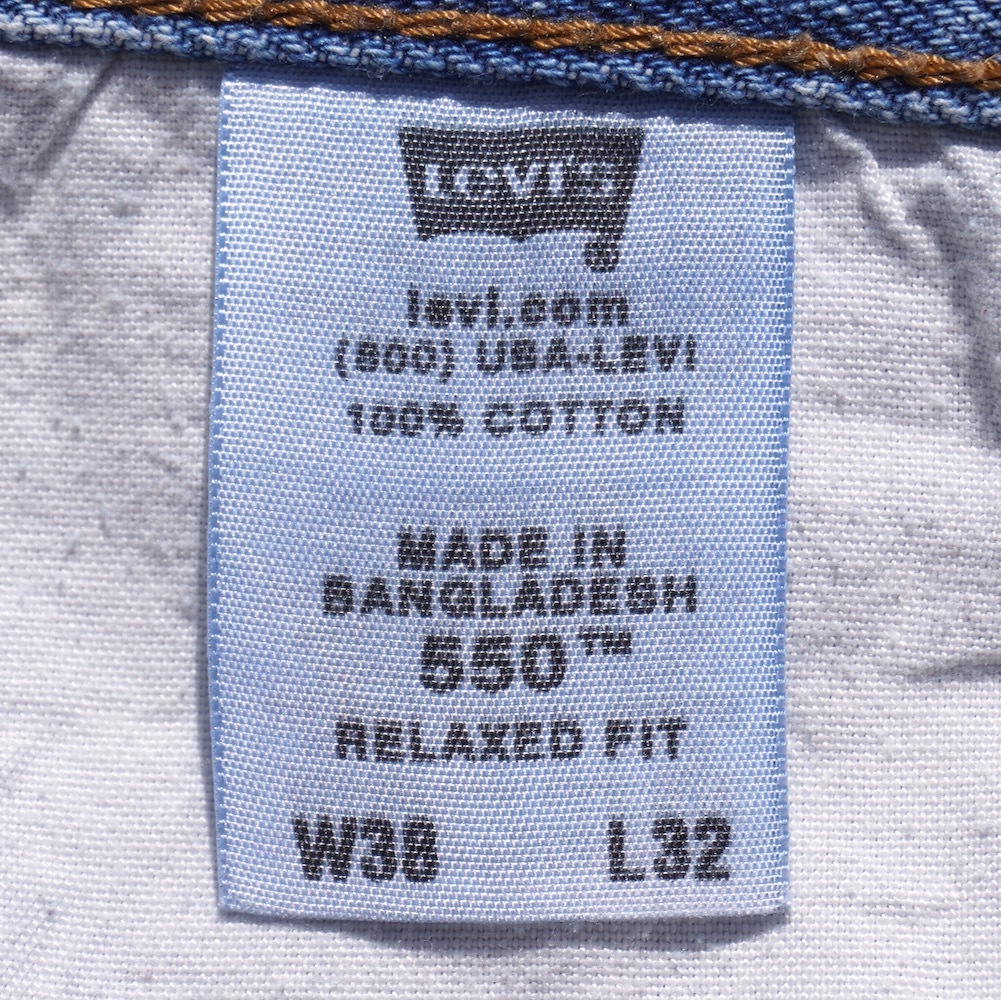 Levi's
levi.com
(800) USA-LEVI
100% COTTON
MADE IN
BANGLADESH
550™
RELAXED FIT
W38 L32